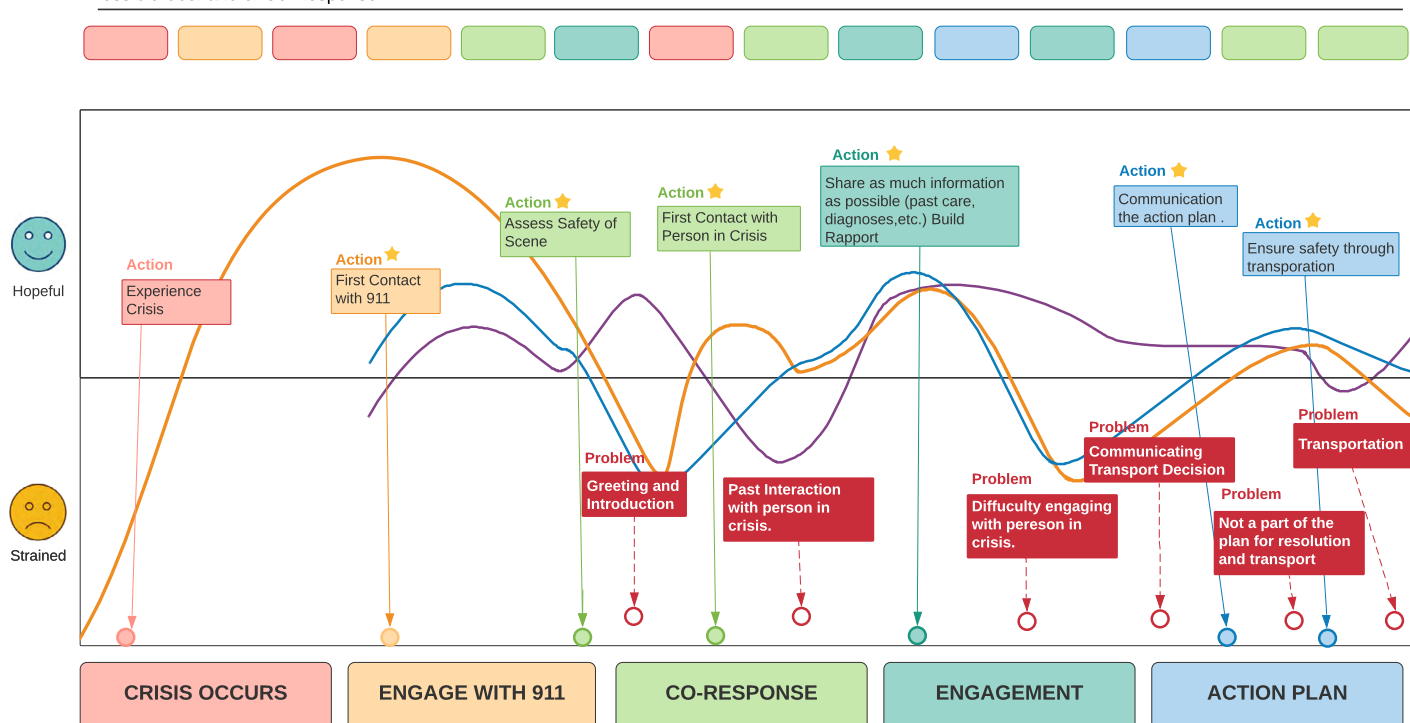 Action
Share as much information
as possible (past care,
diagnoses,etc.) Build
Rapport
Action
Communication
the action plan .
Action
First Contact with
Person in Crisis
Action
Assess Safety of
Scene
Action
Ensure safety through
transporation
Action
First Contact
with 911
Action
Experience
Crisis
Hopeful
Problem
Transportation
Problem
Communicating
Transport Decision
Problem
Greeting and
Introduction
Past Interaction
with person in
crisis.
Problem
Diffuculty engaging
with pereson in
crisis.
Problem
Not a part of the
plan for resolution
and transport
Strained
CRISIS OCCURS
ENGAGE WITH 911
CO-RESPONSE
ENGAGEMENT
ACTION PLAN